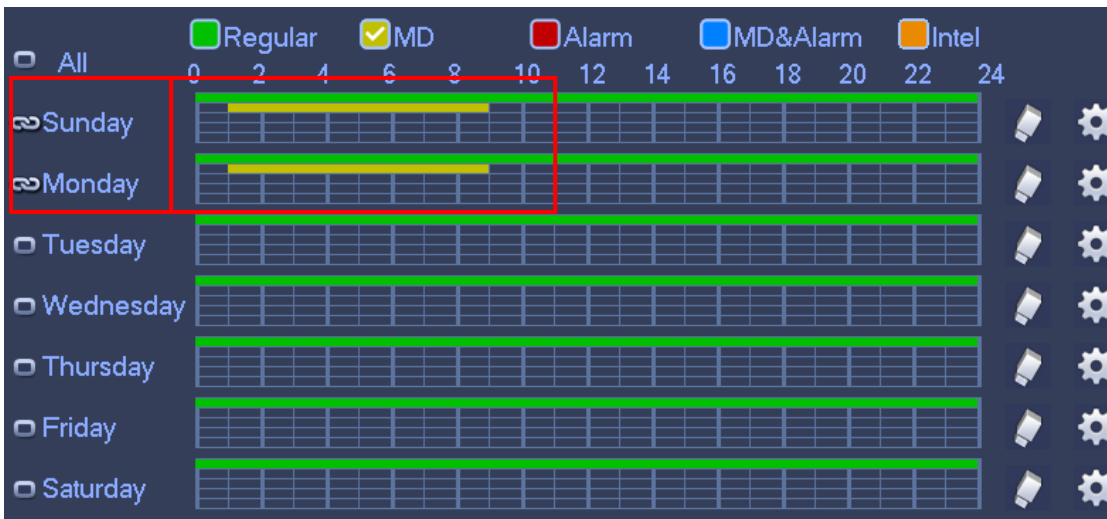 Regular MD Alarm MD&Alarm Intel
All
0 2 4 6 8 10 12 14 16 18 20 22 24
Sunday
Monday
Tuesday
Wednesday
Thursday
Friday
Saturday